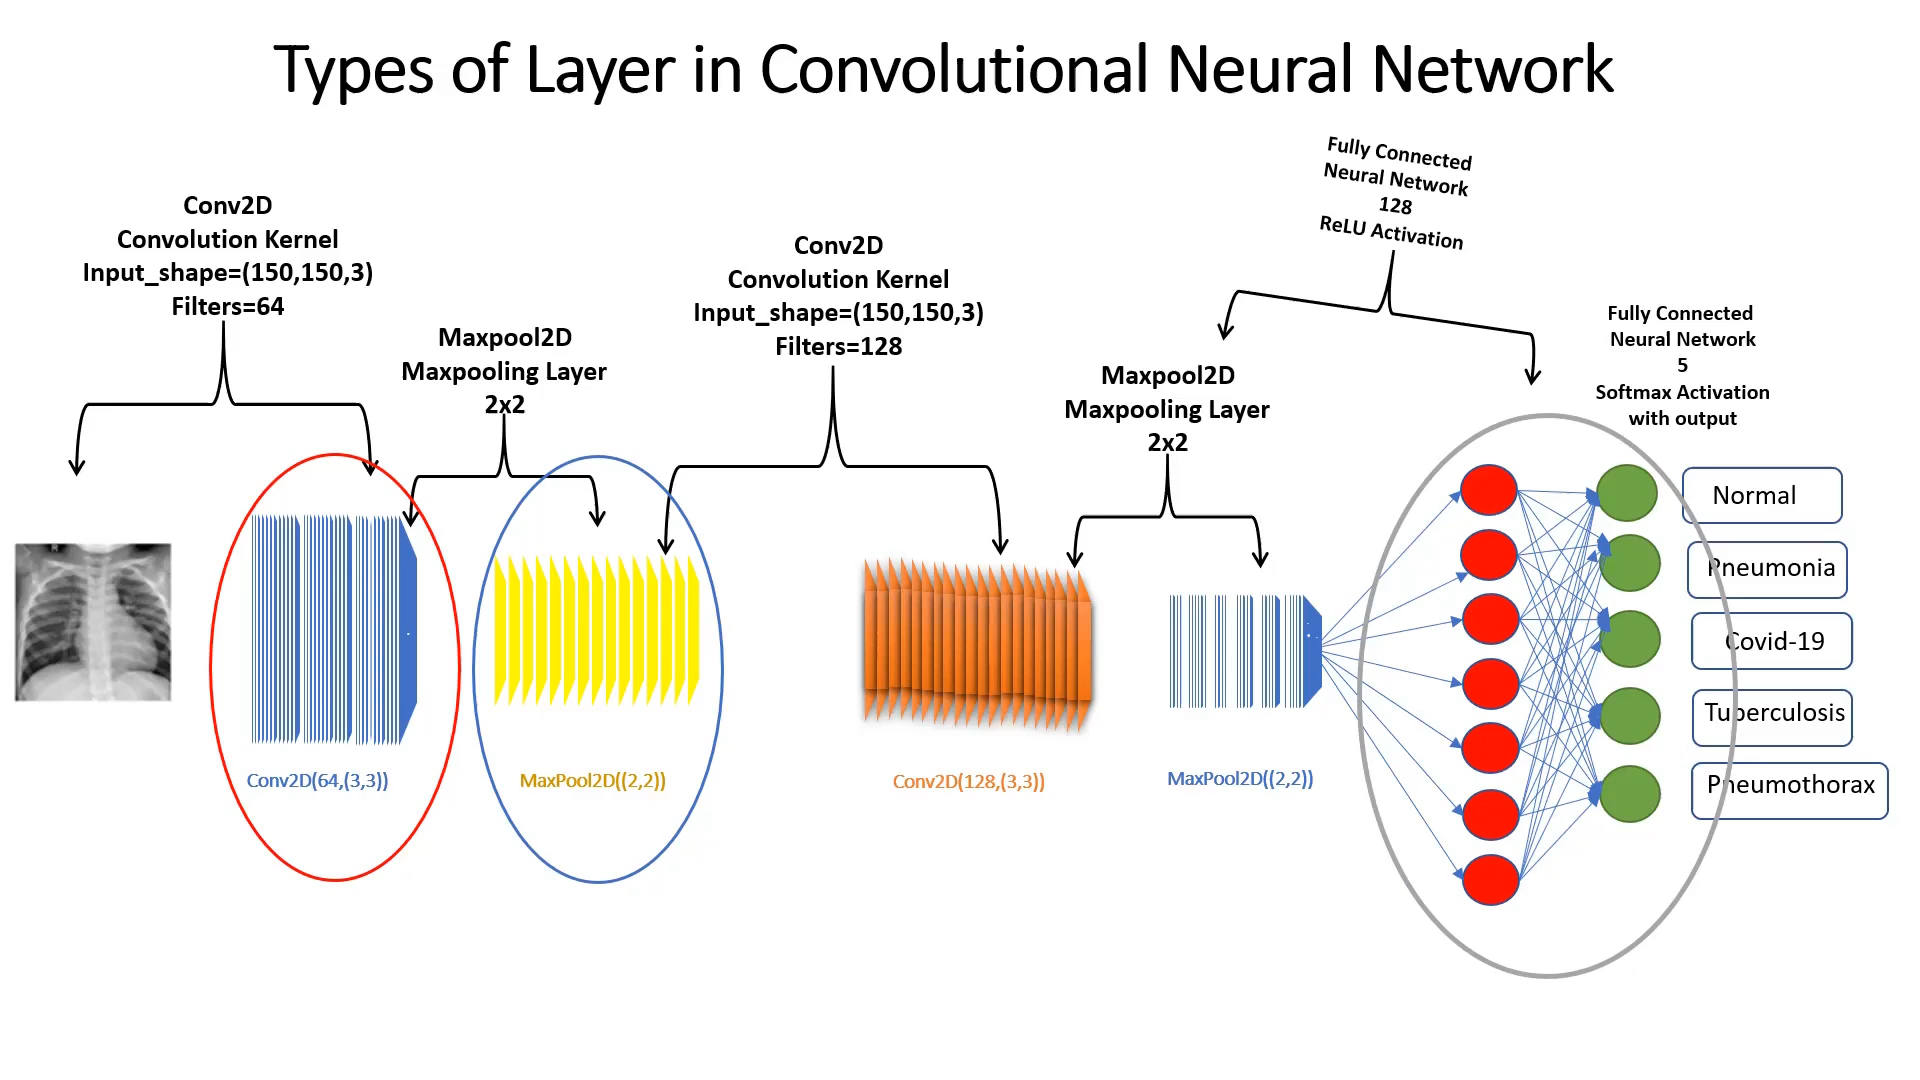 Types of Layer in Convolutional Neural Network
Conv2D
Convolution Kernel
Input_shape=(150,150,3)
Filters=64
Maxpool2D
Maxpooling Layer
2x2
Conv2D
Convolution Kernel
Input_shape=(150,150,3)
Filters=128
Maxpool2D
Maxpooling Layer
2x2
Fully Connected
Neural Network
128
ReLU Activation
Fully Connected
Neural Network
5
Softmax Activation
with output
Normal
Pneumonia
Covid-19
Tuberculosis
Pneumothorax
Conv2D(64,(3,3))
MaxPool2D((2,2))
Conv2D(128,(3,3))
MaxPool2D((2,2))